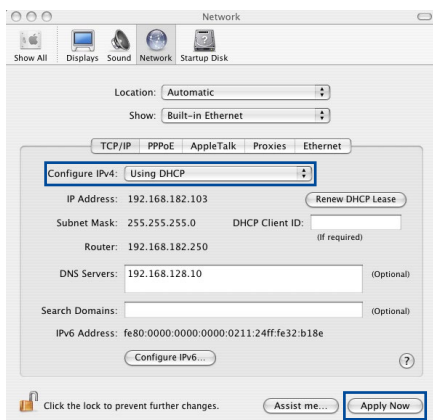 Network
Show All Displays Sound Network Startup Disk
Location: Automatic
Show: Built-in Ethernet
TCP/IP PPPoE AppleTalk Proxies Ethernet
Configure IPv4: Using DHCP
IP Address: 192.168.182.103 Renew DHCP Lease
Subnet Mask: 255.255.255.0 DHCP Client ID:
(If required)
Router: 192.168.182.250
DNS Servers: 192.168.128.10 (Optional)
Search Domains: (Optional)
IPv6 Address: fe80:0000:0000:0000:0211:24ff:fe32:b18e
Configure IPv6... ?
Click the lock to prevent further changes. Assist me... Apply Now